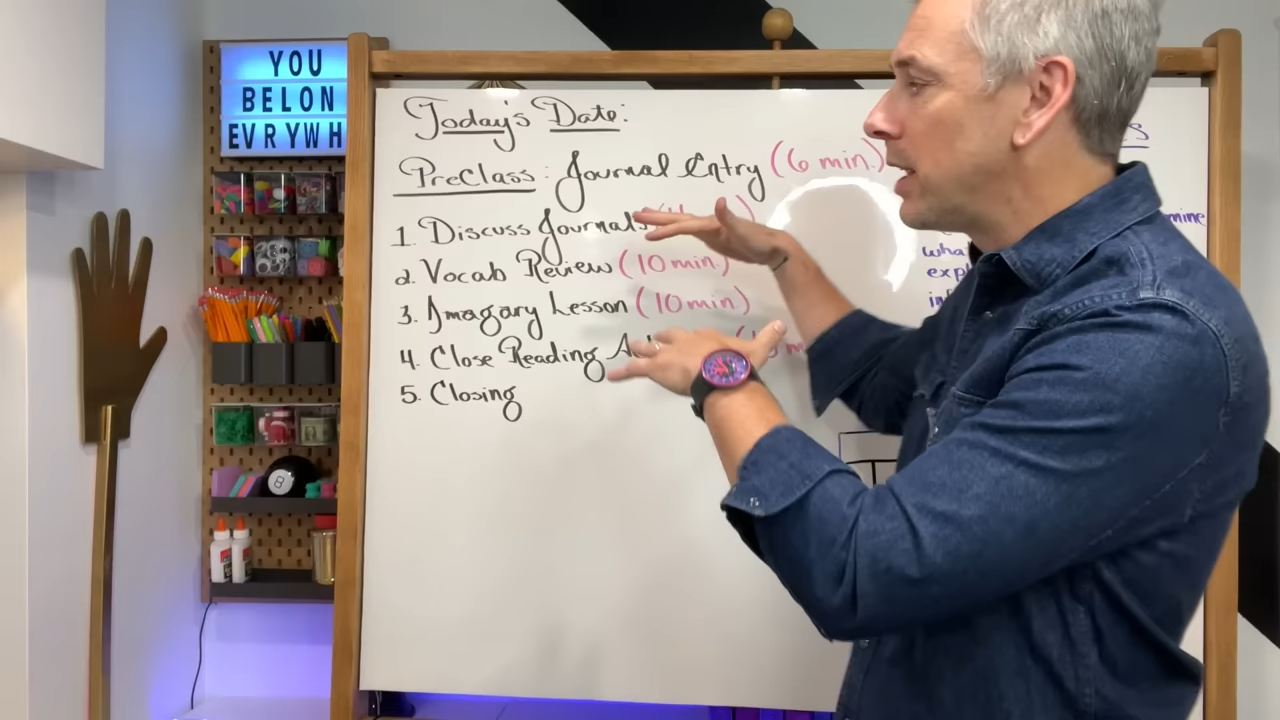 YOU
BELON
EVRYWH
Today's Date:
PreClass: Journal Entry (6 min.)
1. Discuss Journals
2. Vocab Review (10 min.)
3. Imagary Lesson (10 min)
4. Close Reading
5. Closing
8